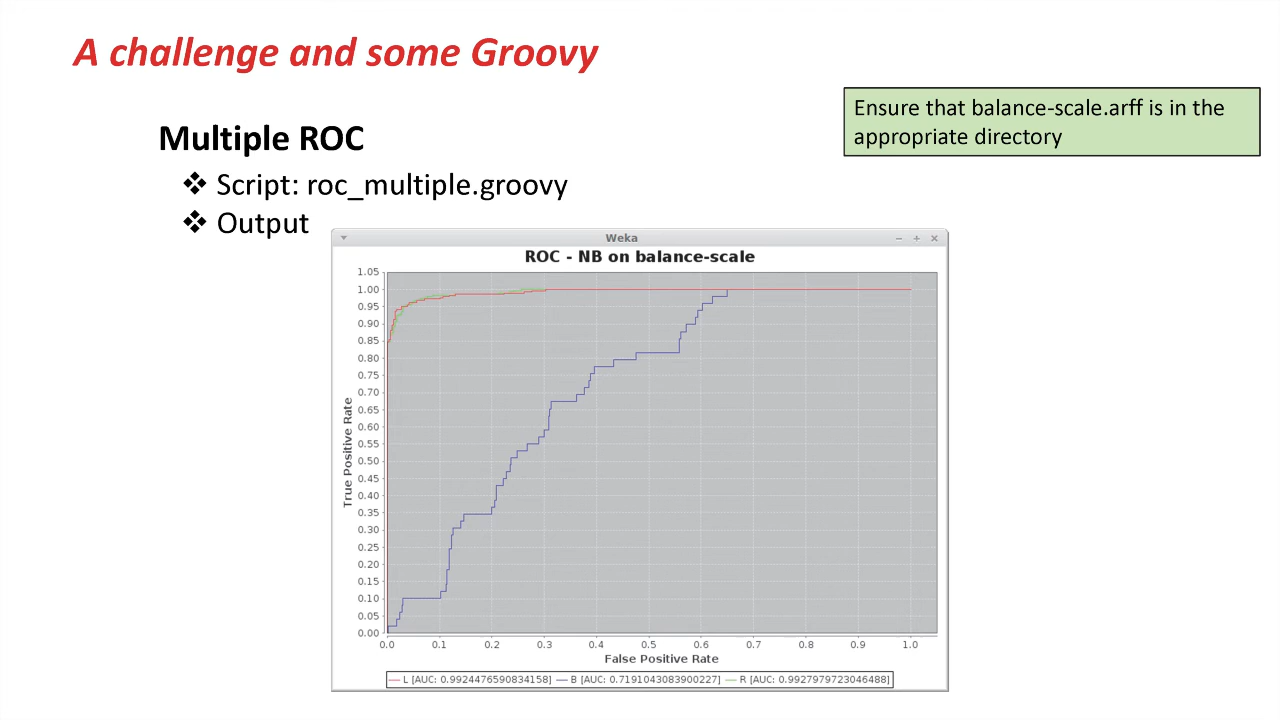 A challenge and some Groovy
Ensure that balance-scale.arff is in the
appropriate directory
Multiple ROC
❖ Script: roc_multiple.groovy
❖ Output
Weka
ROC - NB on balance-scale
True Positive Rate
1.05
1.00
0.95
0.90
0.85
0.80
0.75
0.70
0.65
0.60
0.55
0.50
0.45
0.40
0.35
0.30
0.25
0.20
0.15
0.10
0.05
0.00
0.0 0.1 0.2 0.3 0.4 0.5 0.6 0.7 0.8 0.9 1.0
False Positive Rate
L [AUC: 0.9924476590834158] B [AUC: 0.7191043083900227] R [AUC: 0.9927979723046488]